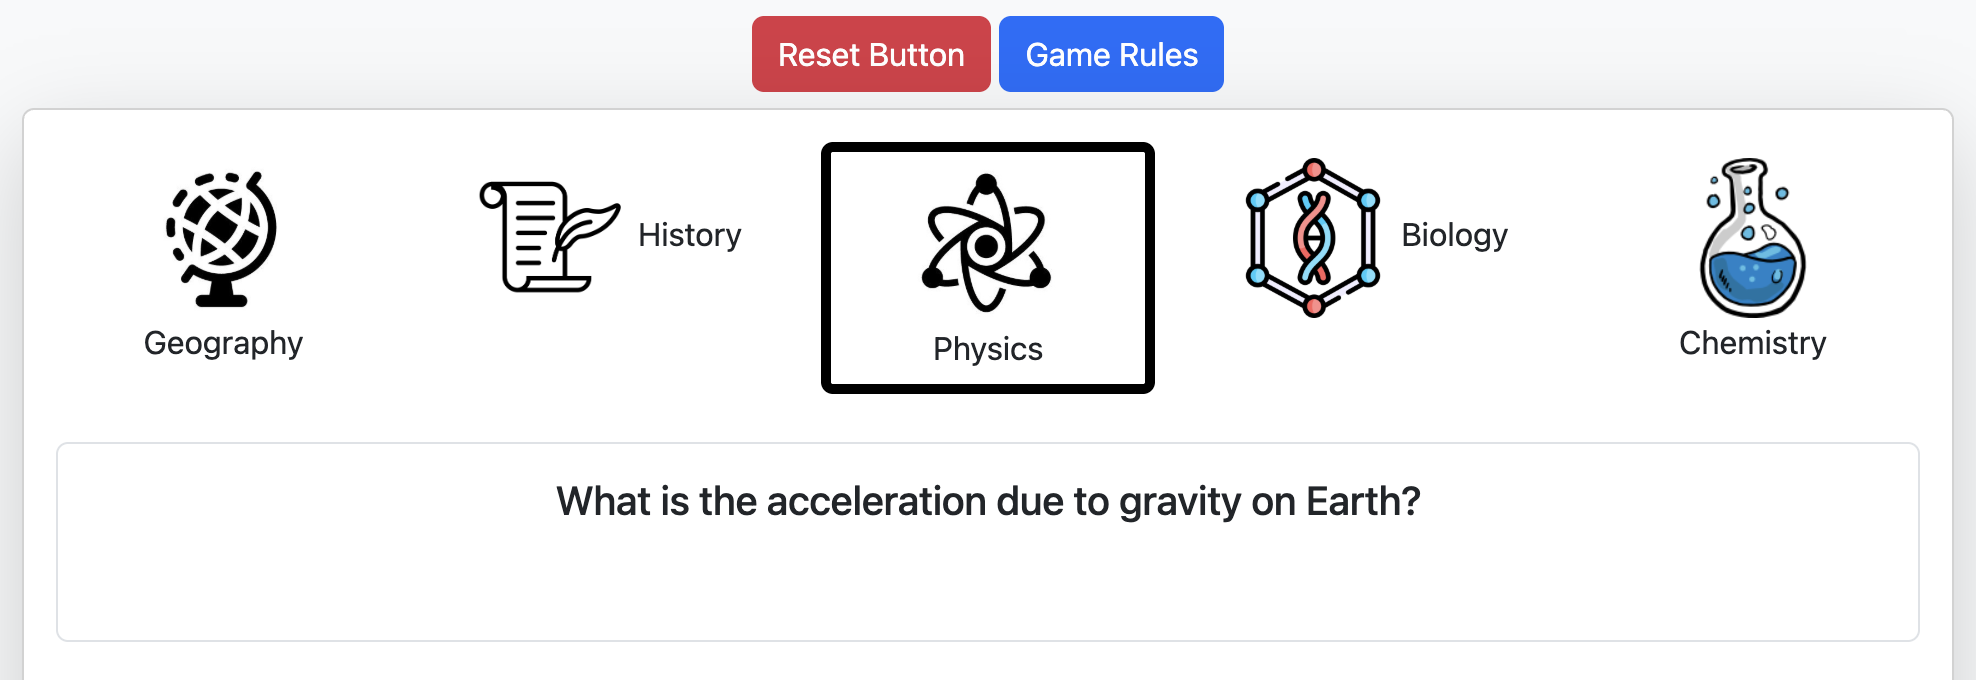 Reset Button
Game Rules
Geography
History
Physics
Biology
Chemistry
What is the acceleration due to gravity on Earth?